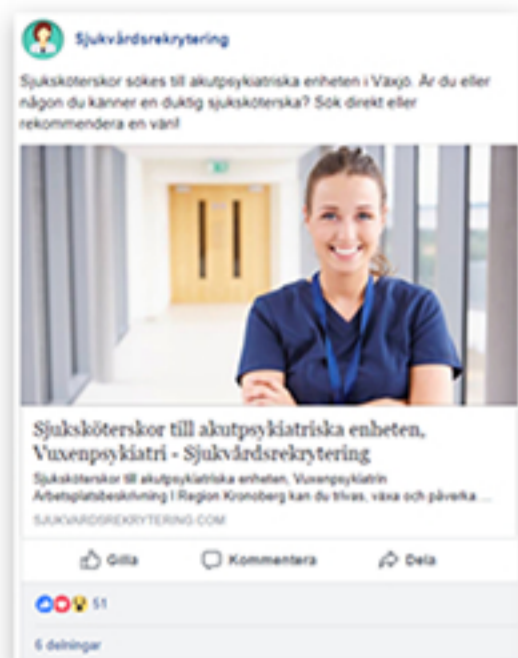 Sjukvårdsrekrytering
Sjuksköterskor sökes till akutpsykiatriska enheten i Växjö. Är du eller
någon du känner en duktig sjuksköterska? Sök direkt eller
rekommendera en vän!
Sjuksköterskor till akutpsykiatriska enheten,
Vuxenpsykiatri - Sjukvårdsrekrytering
Sjuksköterskor till akutpsykiatriska enheten, Vuxenpsykiatrin
Arbetsplatsbeskrivning I Region Kronoberg kan du trivas, växa och påverka ...
SJUKVARDSREKRYTERING.COM
Gilla Kommentera Dela
51
6 delningar